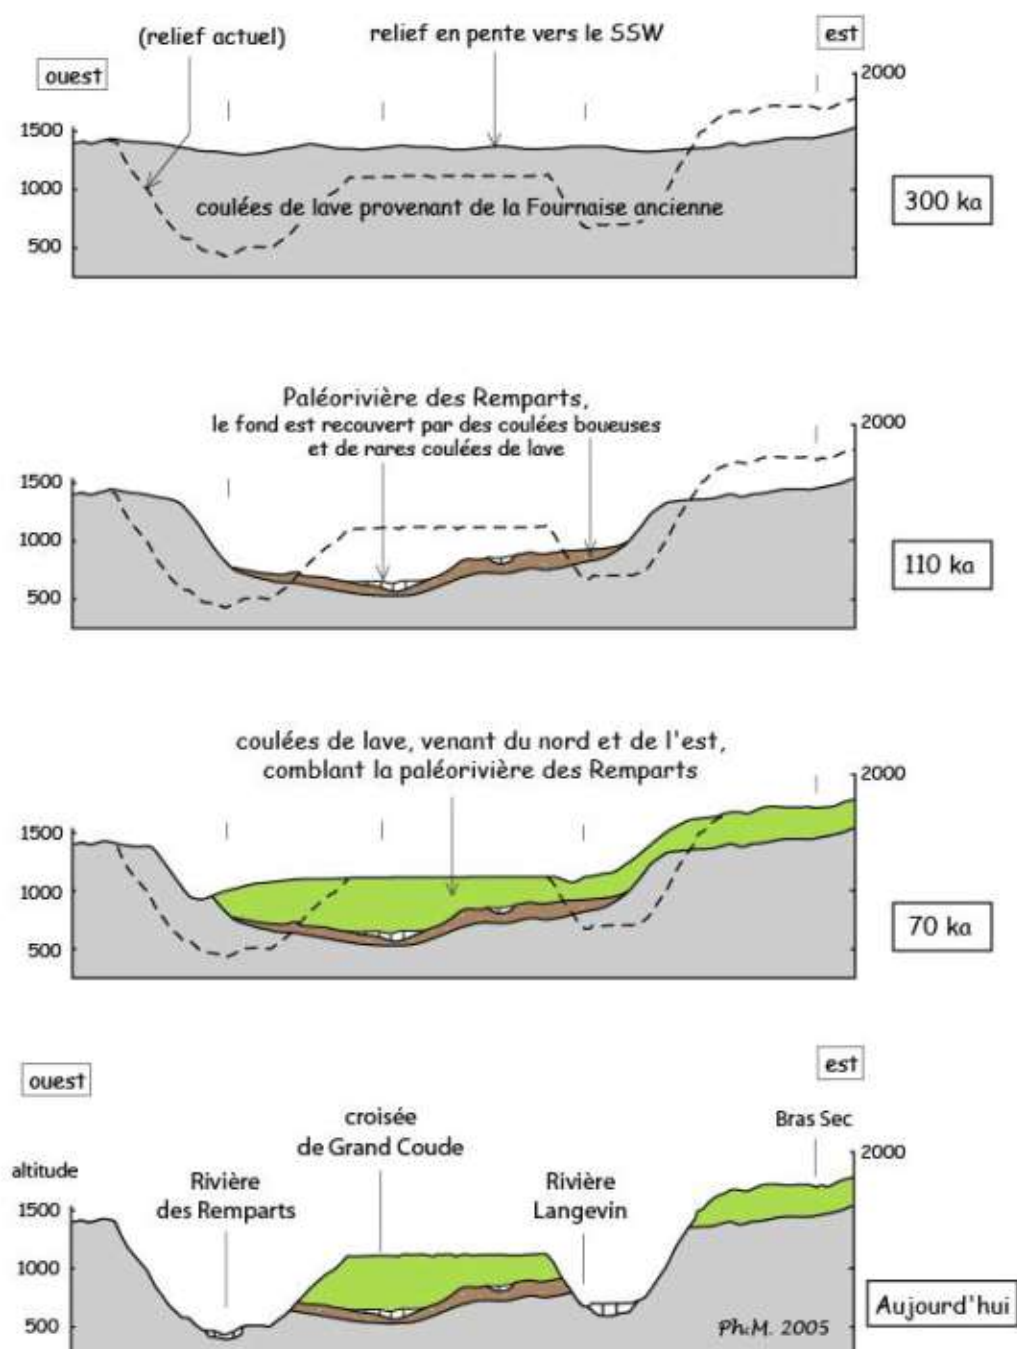 (relief actuel)
relief en pente vers le SSW
est
ouest
2000
1500
1000
500
coulées de lave provenant de la Fournaise ancienne
300 ka
Paléorivière des Remparts,
le fond est recouvert par des coulées boueuses
et de rares coulées de lave
2000
1500
1000
500
110 ka
coulées de lave, venant du nord et de l'est,
comblant la paléorivière des Remparts
2000
1500
1000
500
70 ka
ouest
est
croisée
de Grand Coude
Bras Sec
altitude
Rivière
des Remparts
Rivière
Langevin
2000
1500
1000
500
Ph.M. 2005
Aujourd'hui